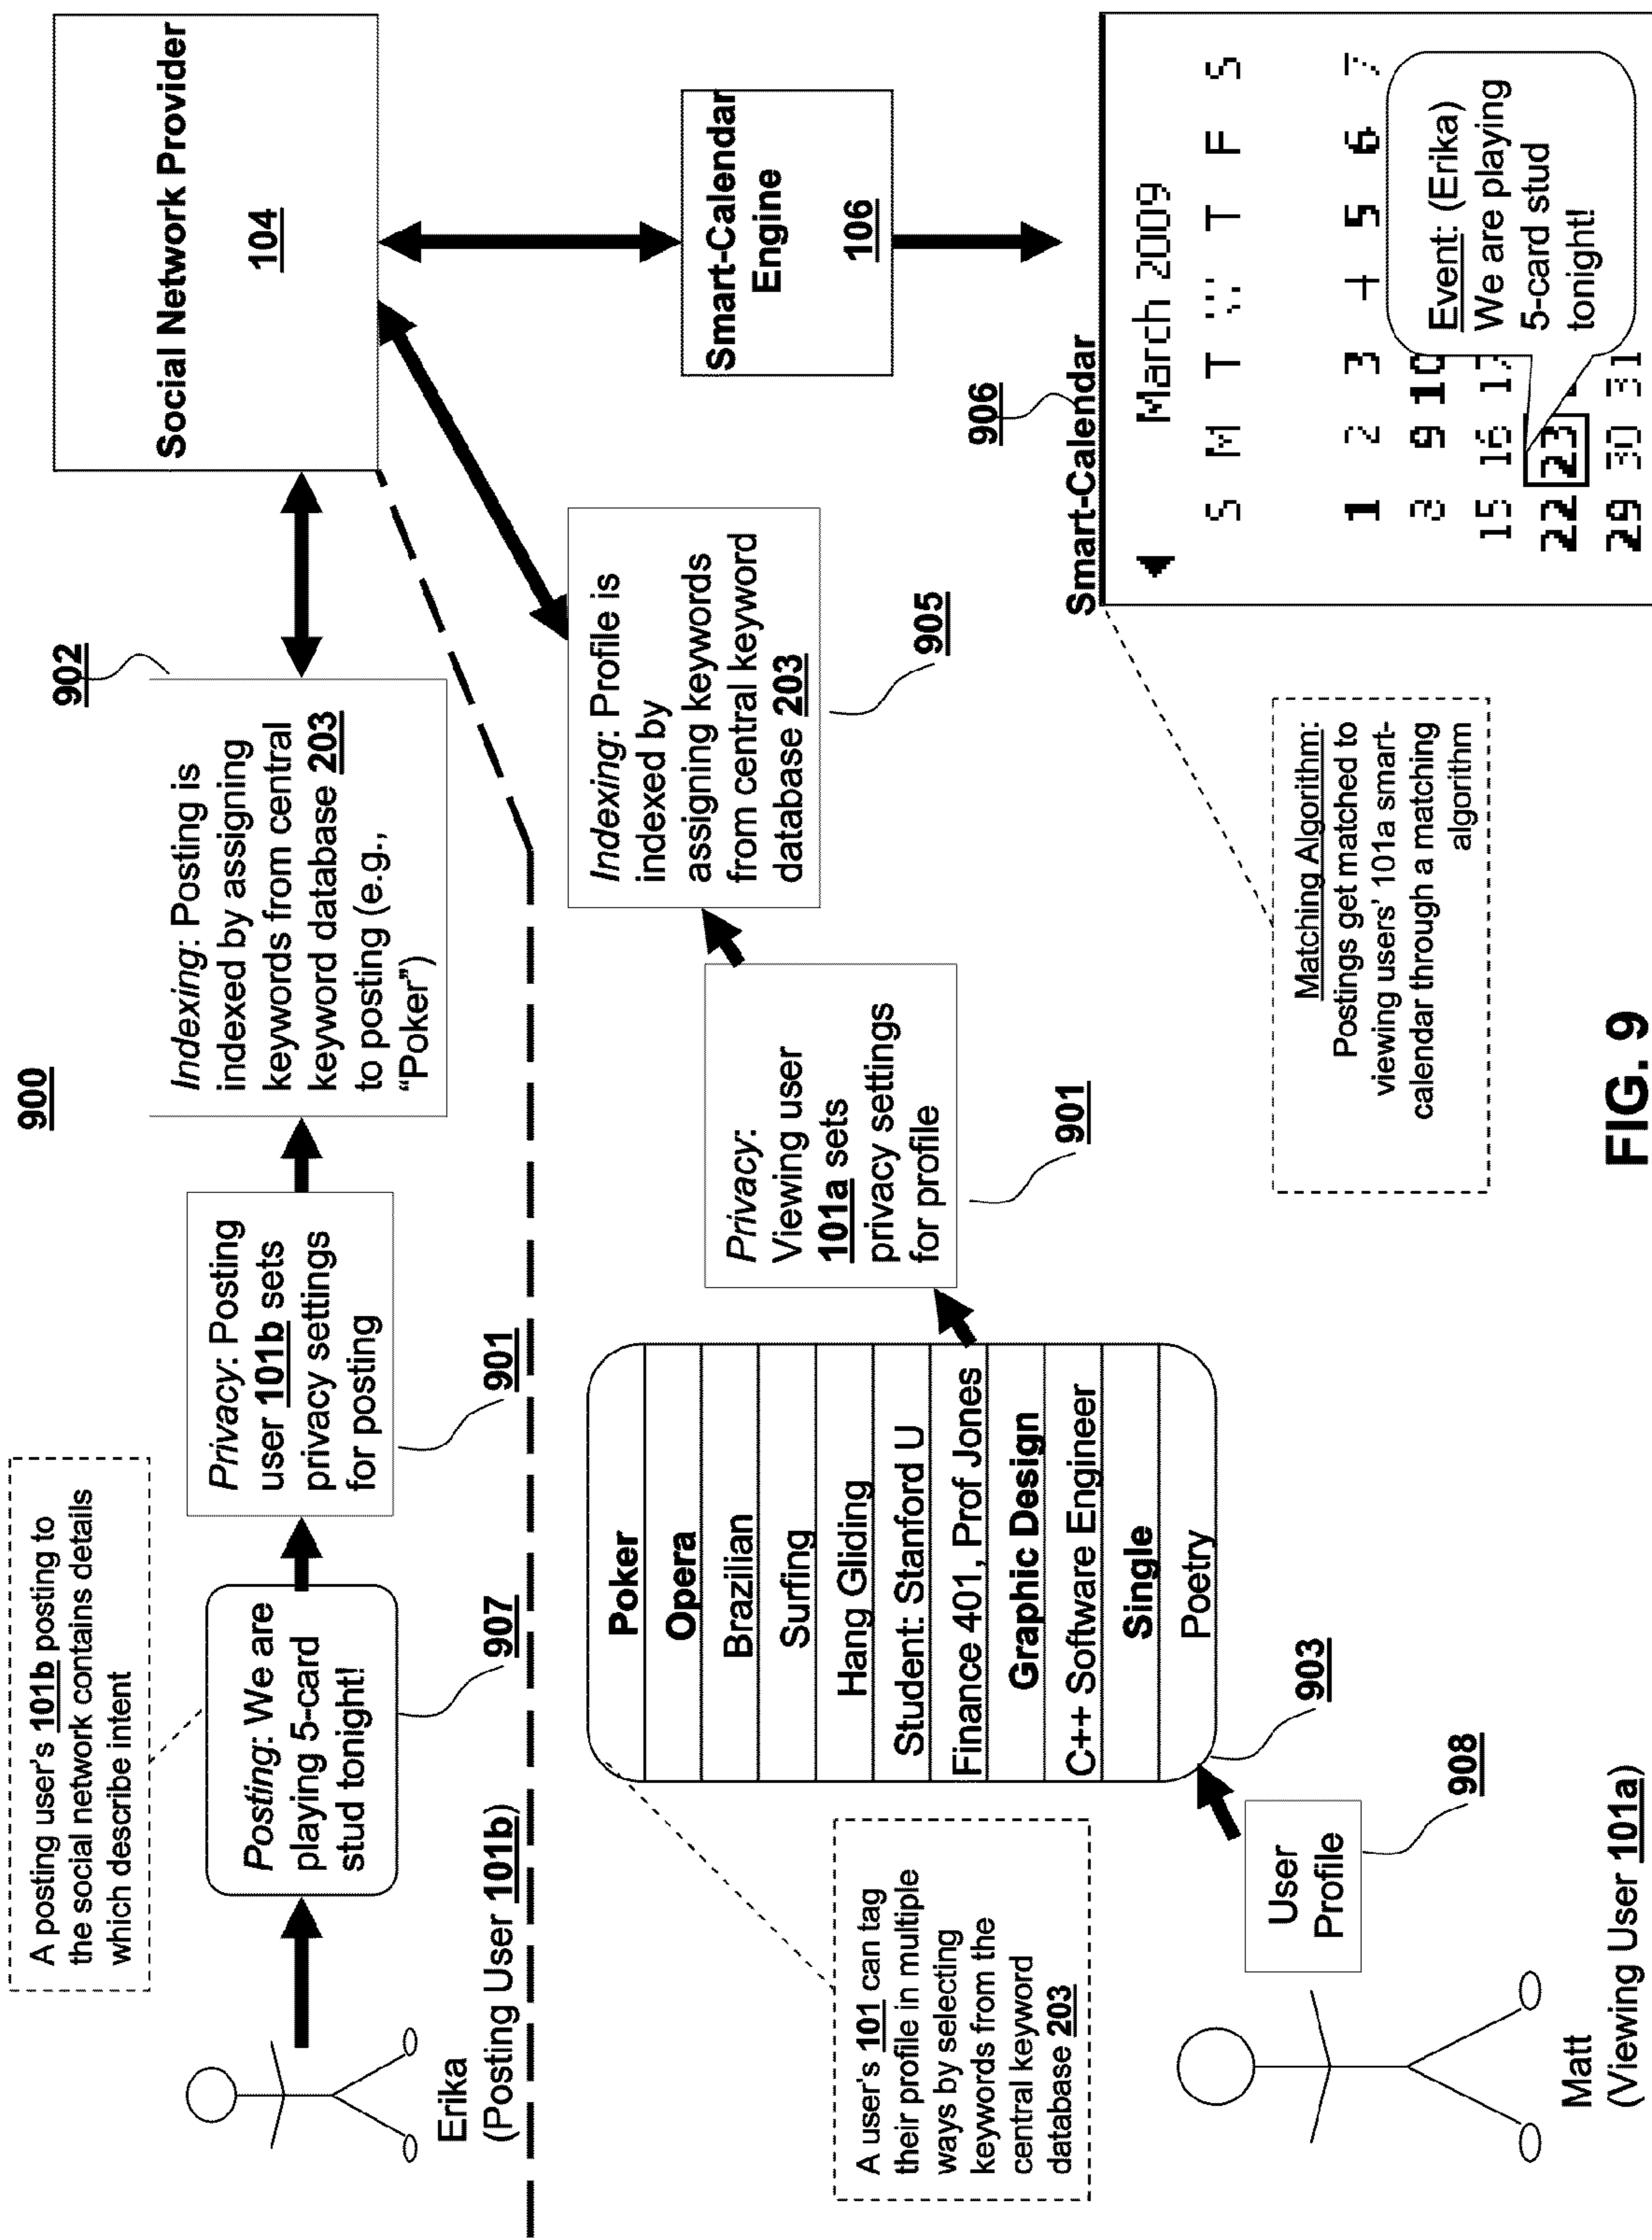 900
A posting user's 101b posting to
the social network contains details
which describe intent
Erika
(Posting User 101b)
Posting: We are
playing 5-card
stud tonight!
907
Privacy: Posting
user 101b sets
privacy settings
for posting
901
Indexing: Posting is
indexed by assigning
keywords from central
keyword database 203
to posting (e.g.,
“Poker”)
902
Social Network Provider
104
A user's 101 can tag
their profile in multiple
ways by selecting
keywords from the
central keyword
database 203
Matt
(Viewing User 101a)
User
Profile
908
Poker
Opera
Brazilian
Surfing
Hang Gliding
Student: Stanford U
Finance 401, Prof Jones
Graphic Design
C++ Software Engineer
Single
Poetry
903
Privacy:
Viewing user
101a sets
privacy settings
for profile
901
Indexing: Profile is
indexed by
assigning keywords
from central keyword
database 203
905
Smart-Calendar
Engine
106
Matching Algorithm:
Postings get matched to
viewing users' 101a smart-
calendar through a matching
algorithm
906
Smart-Calendar
March 2009
S M T W T F S
1 2 3 4 5 6 7
8 9 10
15 16 17
22 23
29 30 31
Event: (Erika)
We are playing
5-card stud
tonight!
FIG. 9